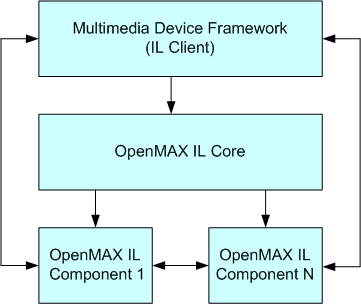 Multimedia Device Framework
(IL Client)
OpenMAX IL Core
OpenMAX IL
Component 1
OpenMAX IL
Component N